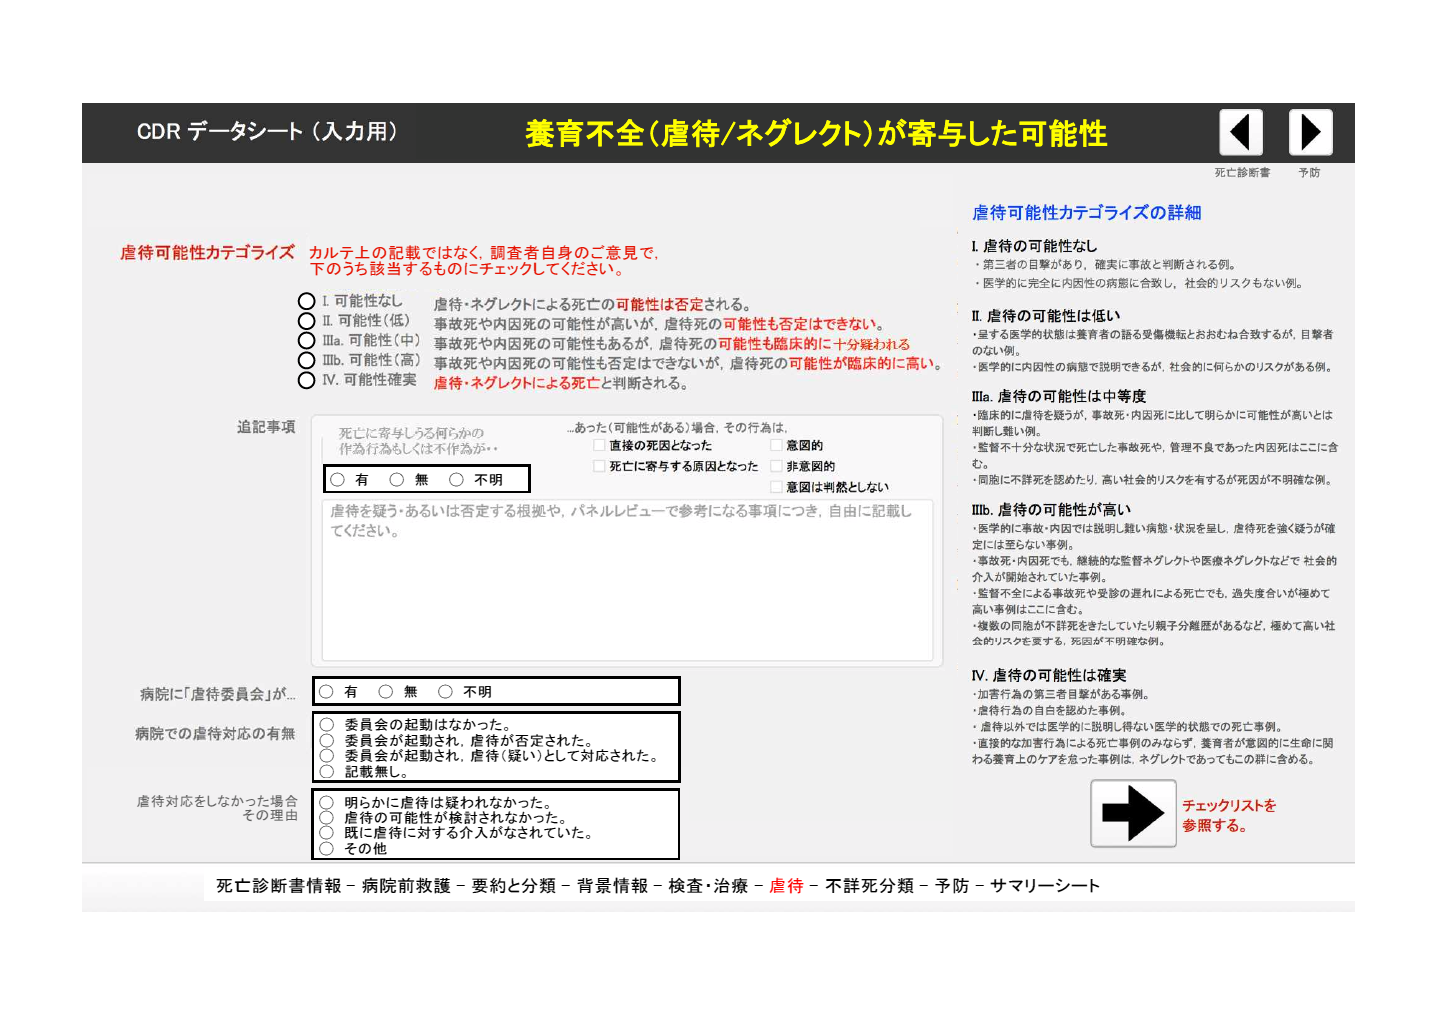 CDR データシート（入力用）
養育不全（虐待/ネグレクト）が寄与した可能性
死亡診断書
予防
虐待可能性カテゴライズ
カルテ上の記載ではなく，調査者自身のご意見で，
下のうち該当するものにチェックしてください。
I. 可能性なし 虐待・ネグレクトによる死亡の可能性は否定される。
II. 可能性（低） 事故死や内因死の可能性が高いが，虐待死の可能性も否定はできない。
IIIa. 可能性（中） 事故死や内因死の可能性もあるが，虐待死の可能性も臨床的に十分疑われる
IIIb. 可能性（高） 事故死や内因死の可能性も否定はできないが，虐待死の可能性が臨床的に高い。
IV. 可能性確実 虐待・ネグレクトによる死亡と判断される。
追記事項
死亡に寄与しうる何らかの
作為行為もしくは不作為が・・
○ 有 ○ 無 ○ 不明
…あった（可能性がある）場合，その行為は，
直接の死因となった
意図的
死亡に寄与する原因となった
非意図的
意図は判然としない
虐待を疑う・あるいは否定する根拠や，パネルレビューで参考になる事項につき，自由に記載し
てください。
病院に「虐待委員会」が…
○ 有 ○ 無 ○ 不明
病院での虐待対応の有無
○ 委員会の起動はなかった。
○ 委員会が起動され，虐待が否定された。
○ 委員会が起動され，虐待（疑い）として対応された。
○ 記載無し。
虐待対応をしなかった場合
その理由
○ 明らかに虐待は疑われなかった。
○ 虐待の可能性が検討されなかった。
○ 既に虐待に対する介入がなされていた。
○ その他
虐待可能性カテゴライズの詳細
I. 虐待の可能性なし
・第三者の目撃があり，確実に事故と判断される例。
・医学的に完全に内因性の病態に合致し，社会的リスクもない例。
II. 虐待の可能性は低い
・呈する医学的状態は養育者の語る受傷機転とおおむね合致するが，目撃者
のない例。
・医学的に内因性の病態で説明できるが，社会的に何らかのリスクがある例。
IIIa. 虐待の可能性は中等度
・臨床的に虐待を疑うが，事故死・内因死に比して明らかに可能性が高いとは
判断し難い例。
・監督不十分な状況で死亡した事故死や，管理不良であった内因死はここに含
む。
・同胞に不詳死を認めたり，高い社会的リスクを有するが死因が不明確な例。
IIIb. 虐待の可能性が高い
・医学的に事故・内因では説明し難い病態・状況を呈し，虐待死を強く疑うが確
定には至らない事例。
・事故死・内因死でも，継続的な監督ネグレクトや医療ネグレクトなどで 社会的
介入が開始されていた事例。
・監督不全による事故死や受診の遅れによる死亡でも，過失度合いが極めて
高い事例はここに含む。
・複数の同胞が不詳死をきたしていたり親子分離歴があるなど，極めて高い社
会的リスクを要する，死因が不明確な例。
IV. 虐待の可能性は確実
・加害行為の第三者目撃がある事例。
・虐待行為の自白を認めた事例。
・ 虐待以外では医学的に説明し得ない医学的状態での死亡事例。
・直接的な加害行為による死亡事例のみならず，養育者が意図的に生命に関
わる養育上のケアを怠った事例は，ネグレクトであってもこの群に含める。
チェックリストを
参照する。
死亡診断書情報 – 病院前救護 – 要約と分類 – 背景情報 – 検査・治療 – 虐待 – 不詳死分類 – 予防 – サマリーシート